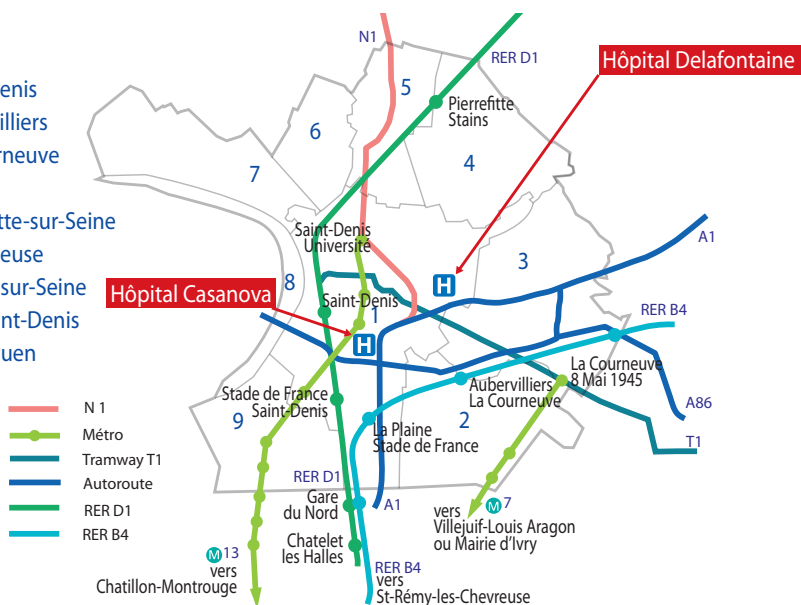 enis
illiers
rneuve
tte-sur-Seine
euse
sur-Seine
nt-Denis
uen
N 1
Métro
Tramway T1
Autoroute
RER D1
RER B4
N1
RER D1
Hôpital Delafontaine
5
Pierrefitte
Stains
6
4
7
Saint-Denis
Université
A1
3
8
H
Hôpital Casanova
Saint-Denis
1
RER B4
H
La Courneuve
8 Mai 1945
Aubervilliers
La Courneuve
Stade de France
Saint-Denis
A86
9
2
La Plaine
Stade de France
T1
RER D1
Gare
du Nord
A1
M 7
vers
Villejuif-Louis Aragon
ou Mairie d'Ivry
Chatelet
les Halles
M 13
vers
Chatillon-Montrouge
RER B4
vers
St-Rémy-les-Chevreuse